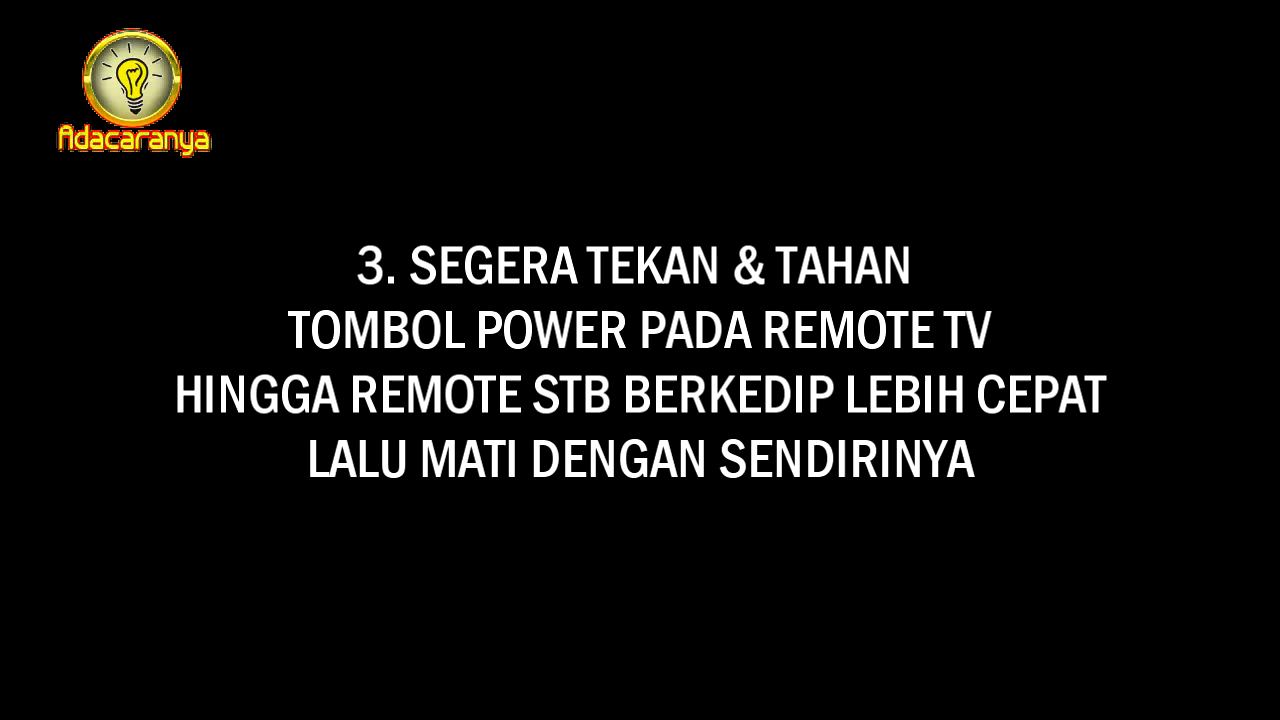 Adacaranya
3. SEGERA TEKAN & TAHAN
TOMBOL POWER PADA REMOTE TV
HINGGA REMOTE STB BERKEDIP LEBIH CEPAT
LALU MATI DENGAN SENDIRINYA